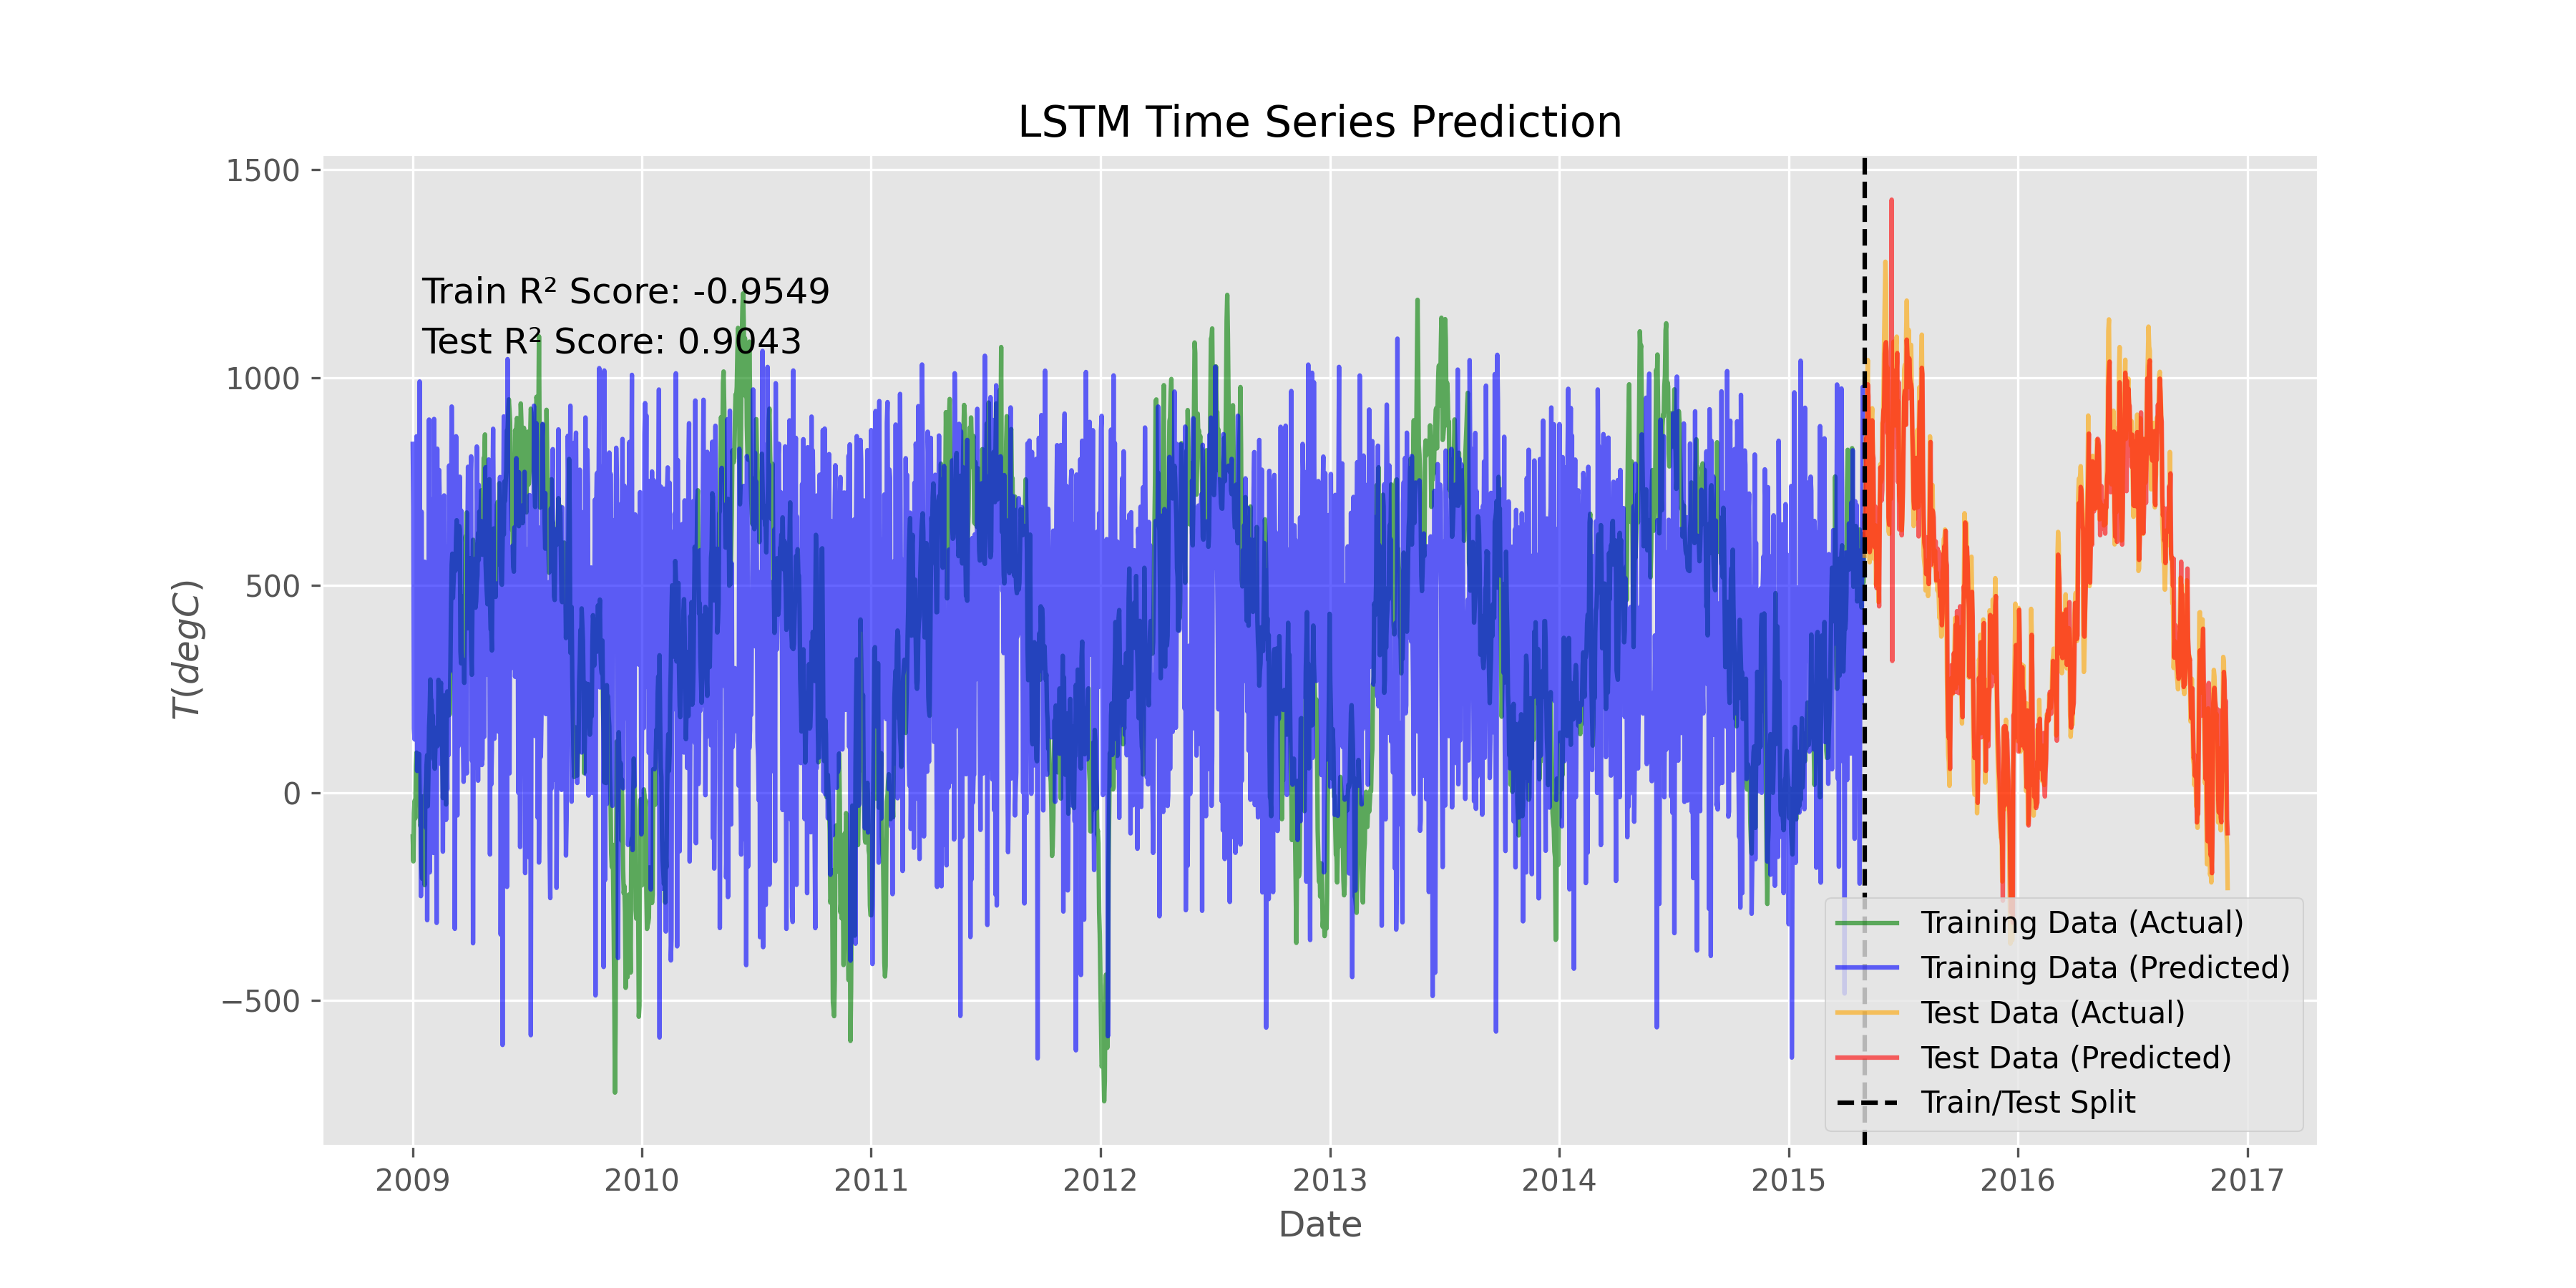 LSTM Time Series Prediction
1500
1000
500
0
−500
T(degC)
Train R² Score: -0.9549
Test R² Score: 0.9043
Training Data (Actual)
Training Data (Predicted)
Test Data (Actual)
Test Data (Predicted)
Train/Test Split
2009 2010 2011 2012 2013 2014 2015 2016 2017
Date